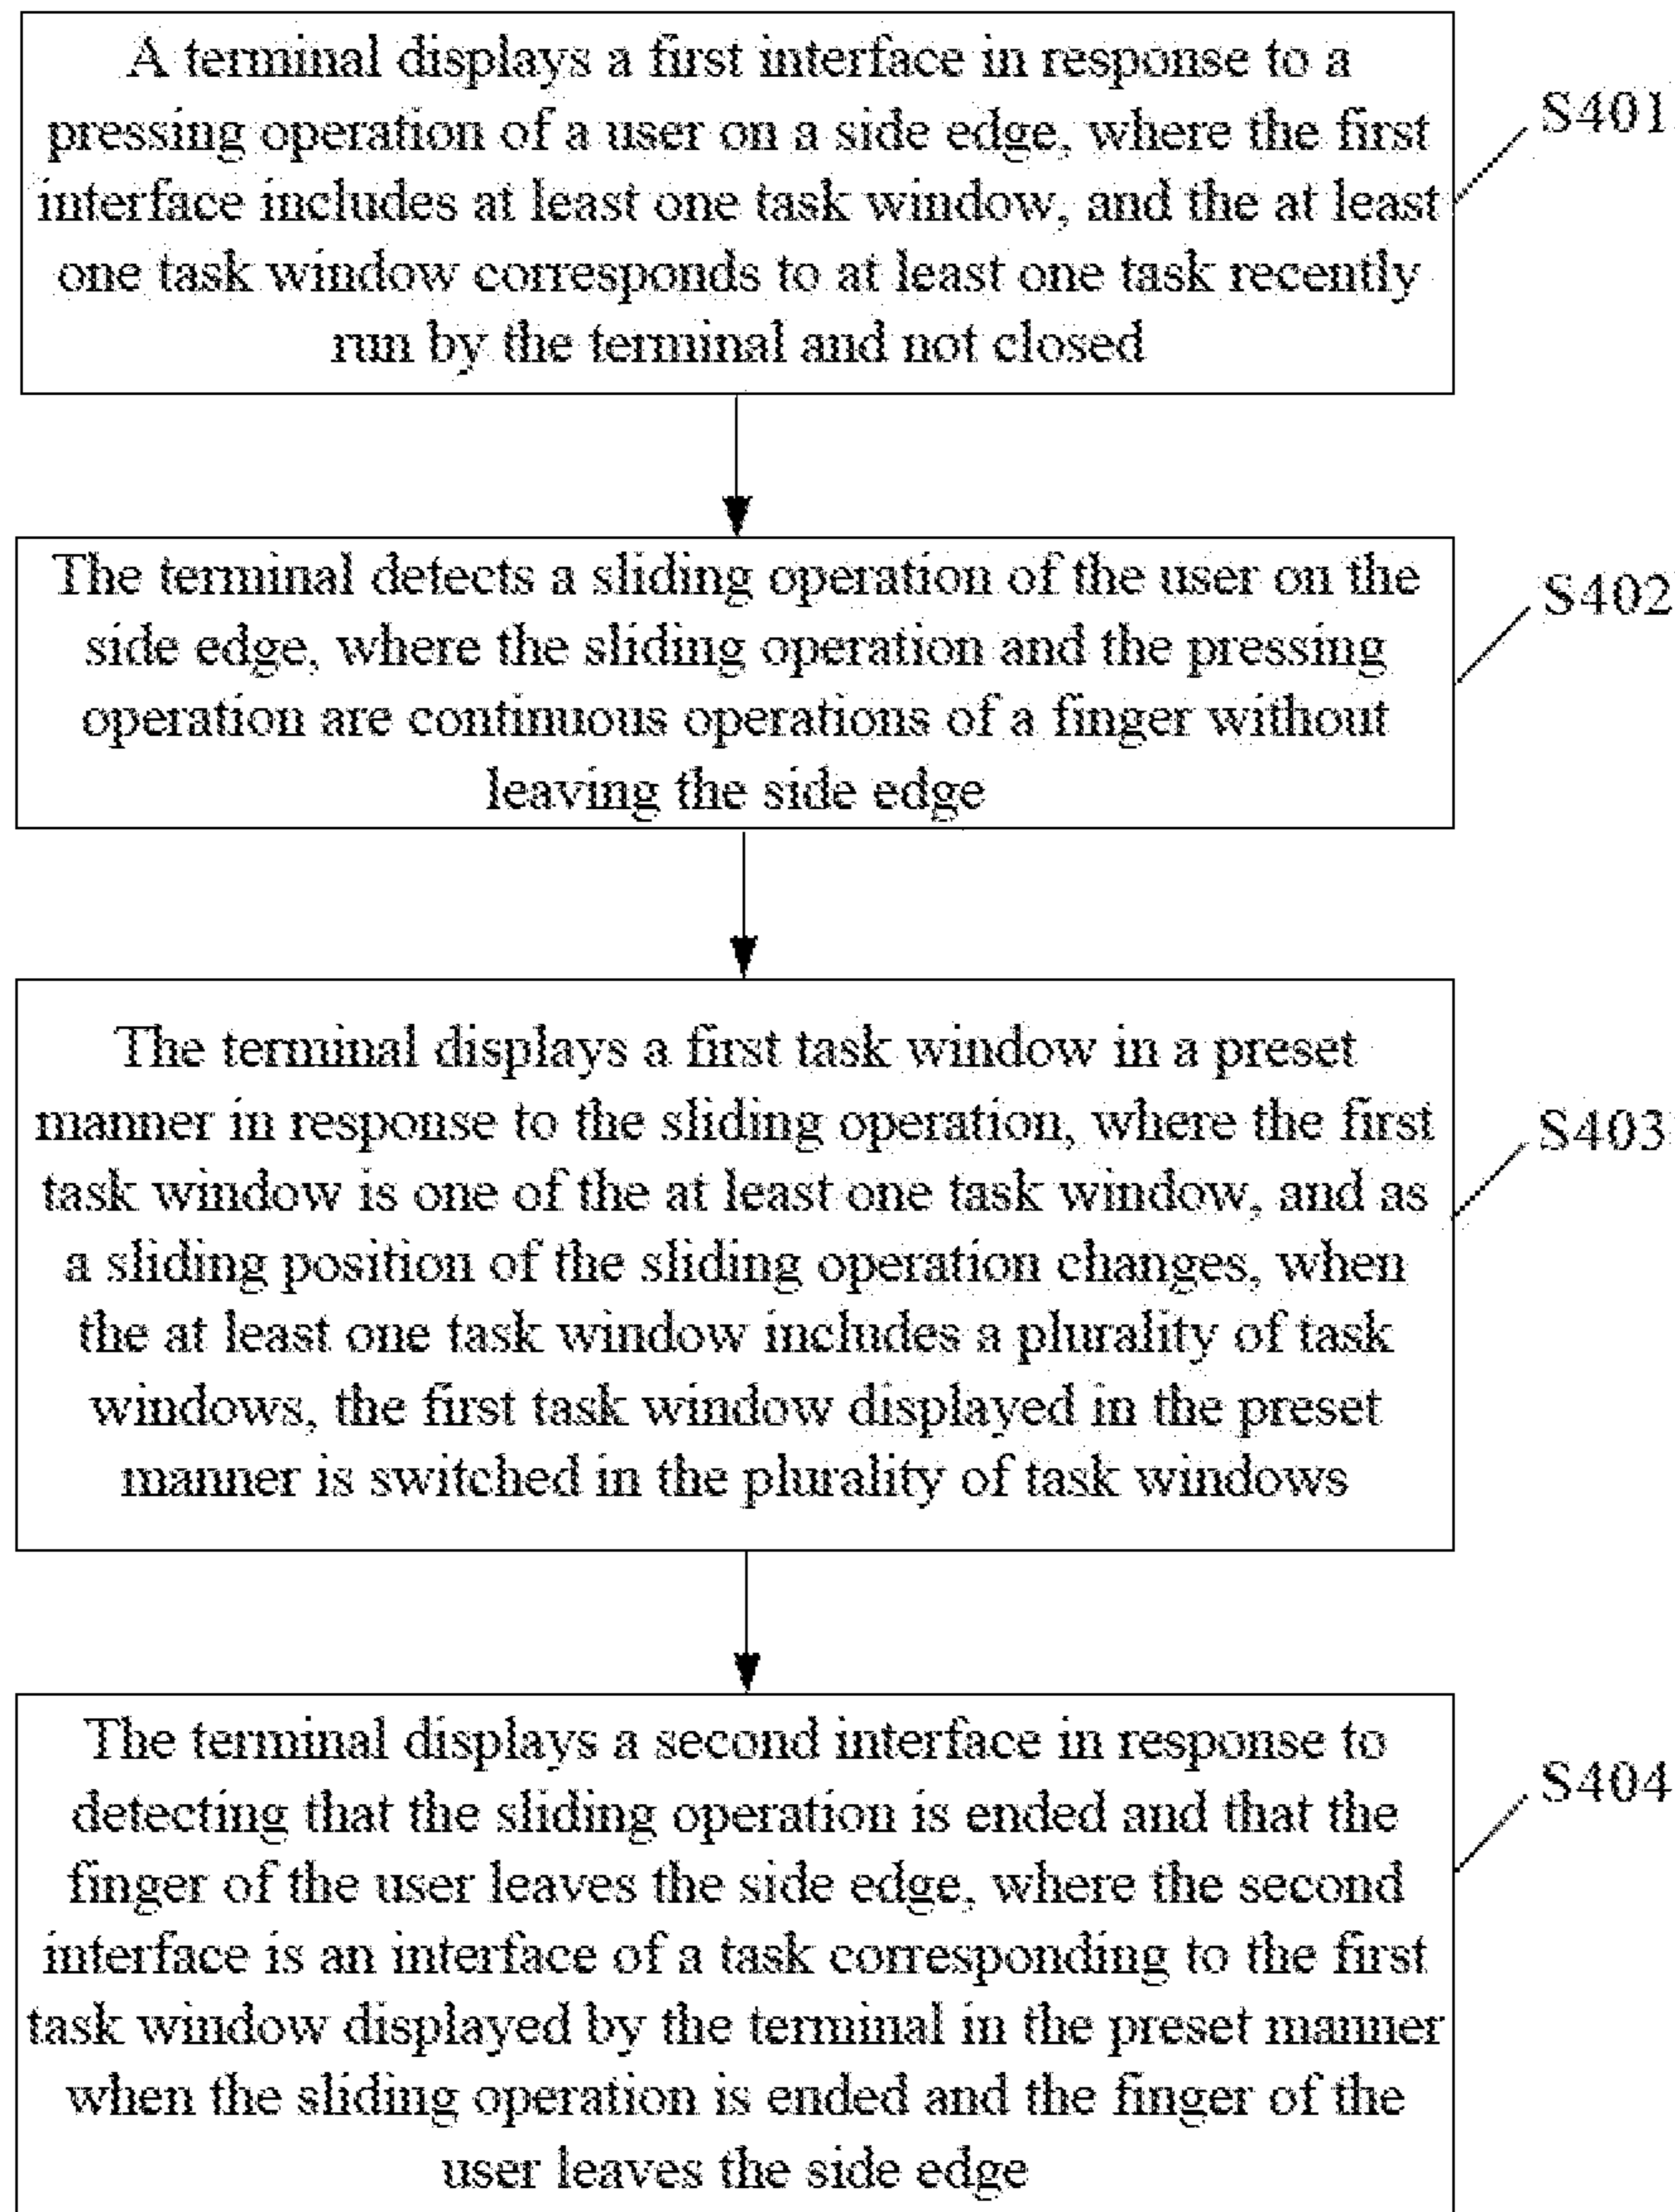 A terminal displays a first interface in response to a
pressing operation of a user on a side edge, where the first
interface includes at least one task window, and the at least
one task window corresponds to at least one task recently
run by the terminal and not closed
S401
The terminal detects a sliding operation of the user on the
side edge, where the sliding operation and the pressing
operation are continuous operations of a finger without
leaving the side edge
S402
The terminal displays a first task window in a preset
manner in response to the sliding operation, where the first
task window is one of the at least one task window, and as
a sliding position of the sliding operation changes, when
the at least one task window includes a plurality of task
windows, the first task window displayed in the preset
manner is switched in the plurality of task windows
S403
The terminal displays a second interface in response to
detecting that the sliding operation is ended and that the
finger of the user leaves the side edge, where the second
interface is an interface of a task corresponding to the first
task window displayed by the terminal in the preset manner
when the sliding operation is ended and the finger of the
user leaves the side edge
S404